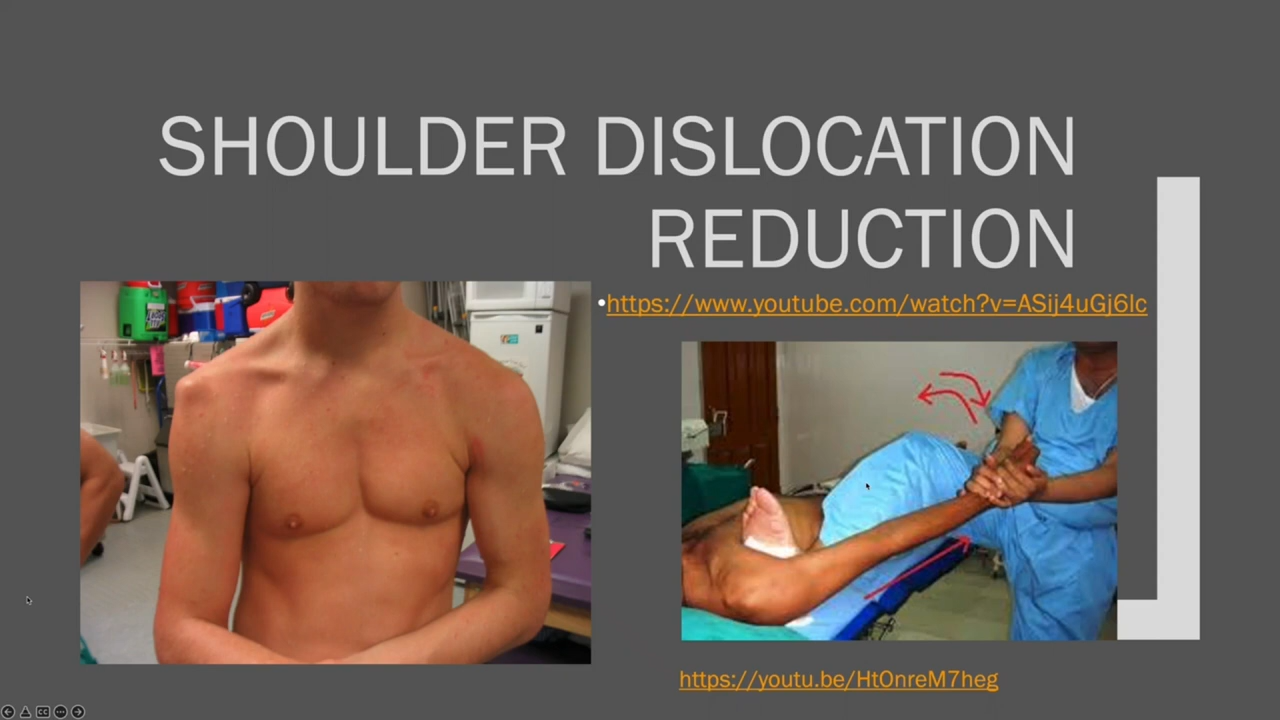 SHOULDER DISLOCATION
REDUCTION
•https://www.youtube.com/watch?v=ASij4uGj6lc
https://youtu.be/HtOnreM7heg